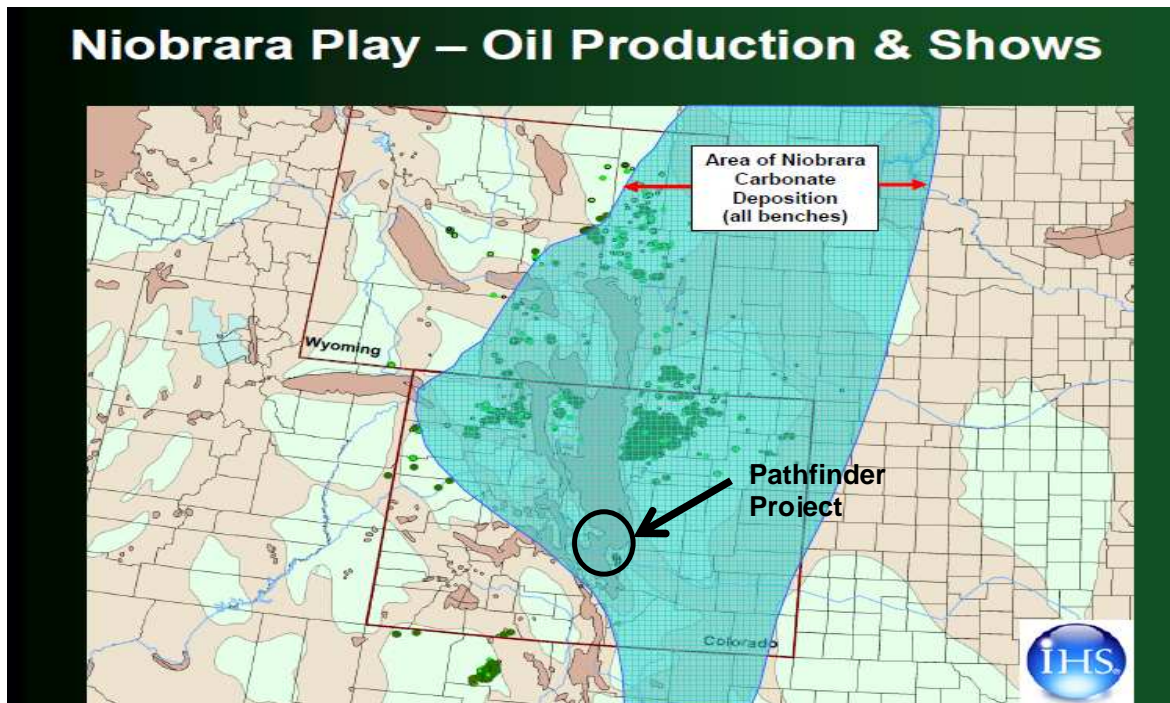 Niobrara Play – Oil Production & Shows
Area of Niobrara
Carbonate
Deposition
(all benches)
Wyoming
Pathfinder
Project
Colorado
IHS